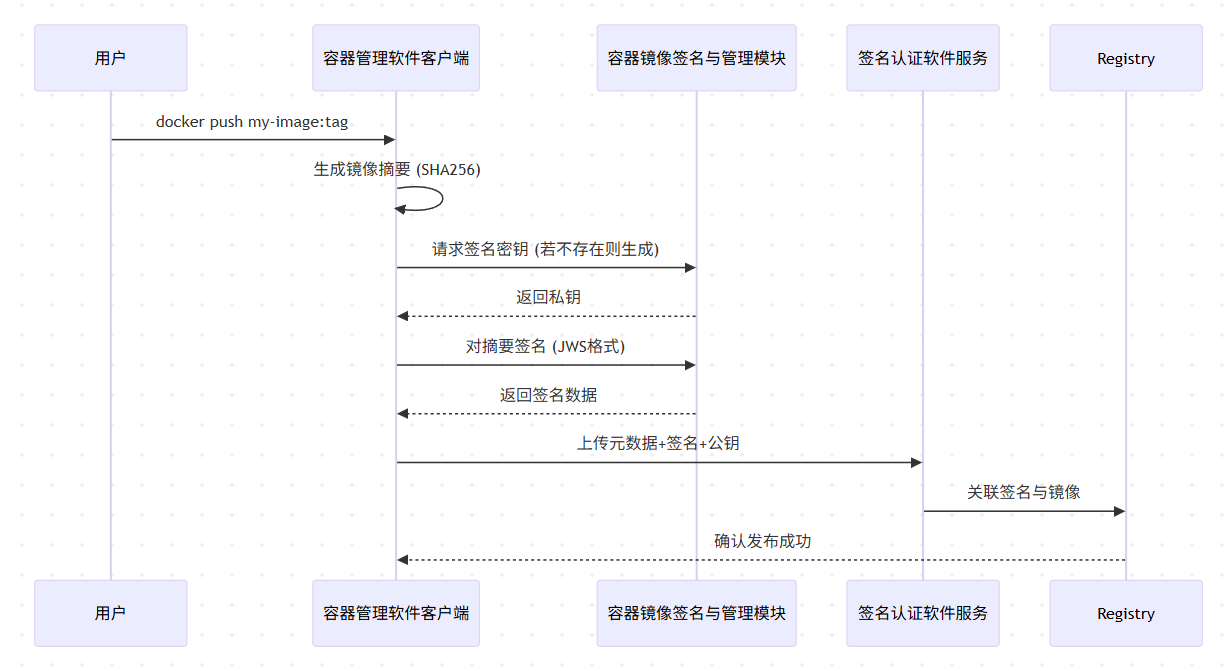 用户
容器管理软件客户端
容器镜像签名与管理模块
签名认证软件服务
Registry
docker push my-image:tag
生成镜像摘要 (SHA256)
请求签名密钥 (若不存在则生成)
返回私钥
对摘要签名 (JWS格式)
返回签名数据
上传元数据+签名+公钥
关联签名与镜像
确认发布成功
用户
容器管理软件客户端
容器镜像签名与管理模块
签名认证软件服务
Registry